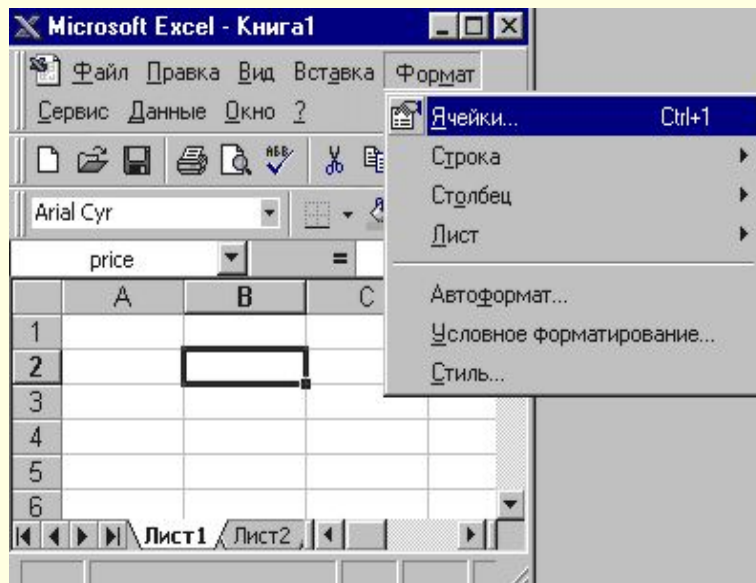 Microsoft Excel - Книга1
Файл Правка Вид Вставка Формат
Сервис Данные Окно ?
Ячейки... Ctrl+1
Строка
Столбец
Лист
Автоформат...
Условное форматирование...
Стиль...
Arial Cyr
price =
A B C
1
2
3
4
5
6
Лист1 Лист2